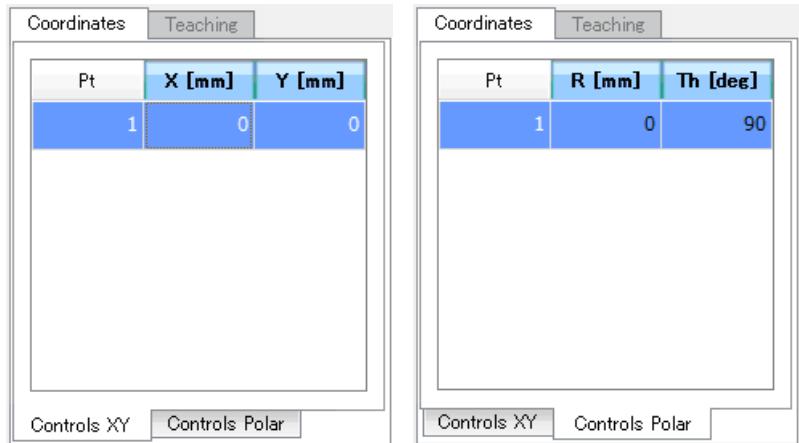 Coordinates Teaching
Pt X [mm] Y [mm]
1 0 0
Controls XY Controls Polar
Coordinates Teaching
Pt R [mm] Th [deg]
1 0 90
Controls XY Controls Polar